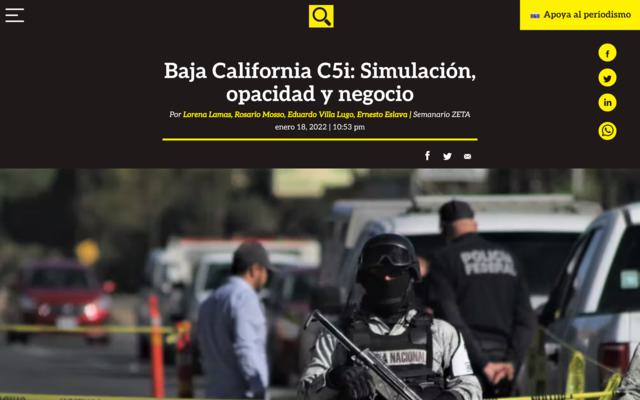 Apoya al periodismo
Baja California C5i: Simulación,
opacidad y negocio
Por Lorena Lamas, Rosario Mosso, Eduardo Villa Lugo, Ernesto Eslava | Semanario ZETA
enero 18, 2022 | 10:53 pm
POLICIA
FEDERAL
NACIONAL